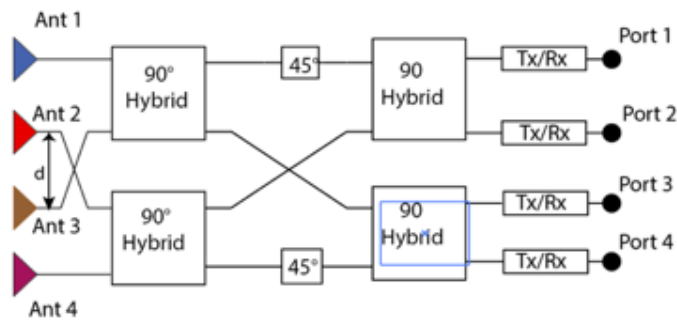 Ant 1
Port 1
45°
Tx/Rx
90°
Hybrid
90
Hybrid
Ant 2
Port 2
Tx/Rx
d
Port 3
90°
Hybrid
90
Hybrid
Tx/Rx
Ant 3
Port 4
45°
Tx/Rx
Ant 4